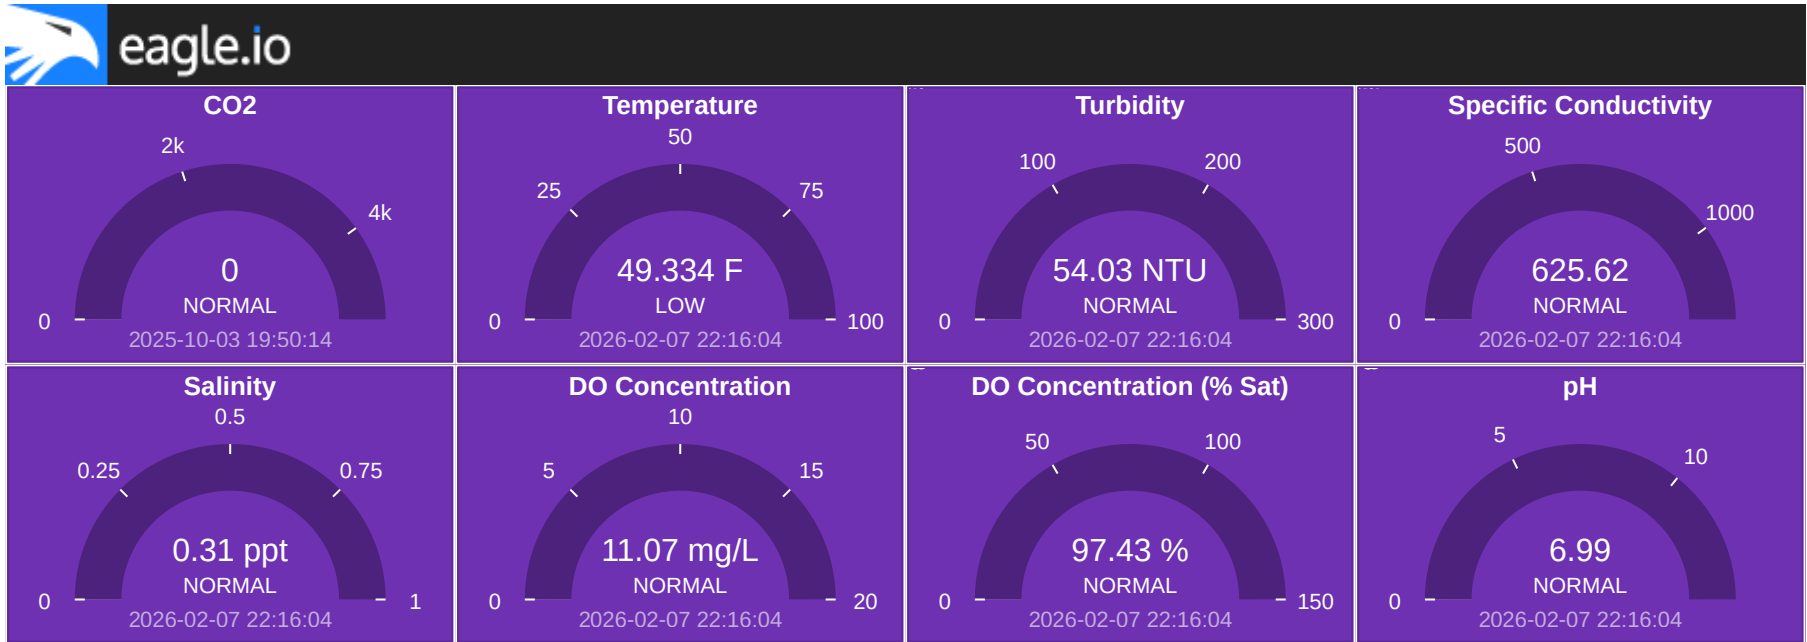 eagle.io
CO2
2k
4k
0
0
NORMAL
2025-10-03 19:50:14
Temperature
50
25
75
49.334 F
LOW
0
100
2026-02-07 22:16:04
Turbidity
100
200
54.03 NTU
NORMAL
0
300
2026-02-07 22:16:04
Specific Conductivity
500
1000
625.62
NORMAL
0
2026-02-07 22:16:04
Salinity
0.5
0.25
0.75
0.31 ppt
NORMAL
0
1
2026-02-07 22:16:04
DO Concentration
10
5
15
11.07 mg/L
NORMAL
0
20
2026-02-07 22:16:04
DO Concentration (% Sat)
50
100
97.43 %
NORMAL
0
150
2026-02-07 22:16:04
pH
5
10
6.99
NORMAL
0
2026-02-07 22:16:04